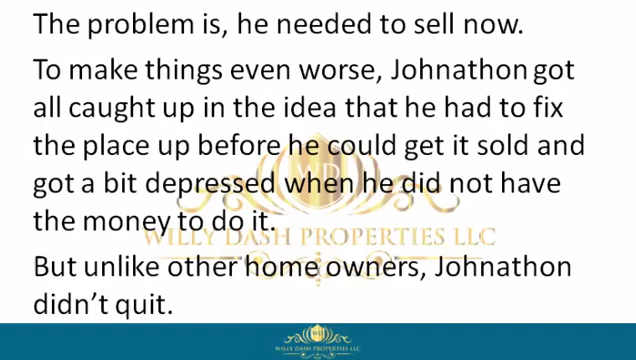 The problem is, he needed to sell now.
To make things even worse, Johnathon got
all caught up in the idea that he had to fix
the place up before he could get it sold and
got a bit depressed when he did not have
the money to do it.
WILLY DASH PROPERTIES LLC
But unlike other home owners, Johnathon
didn’t quit.
WILLY DASH PROPERTIES LLC